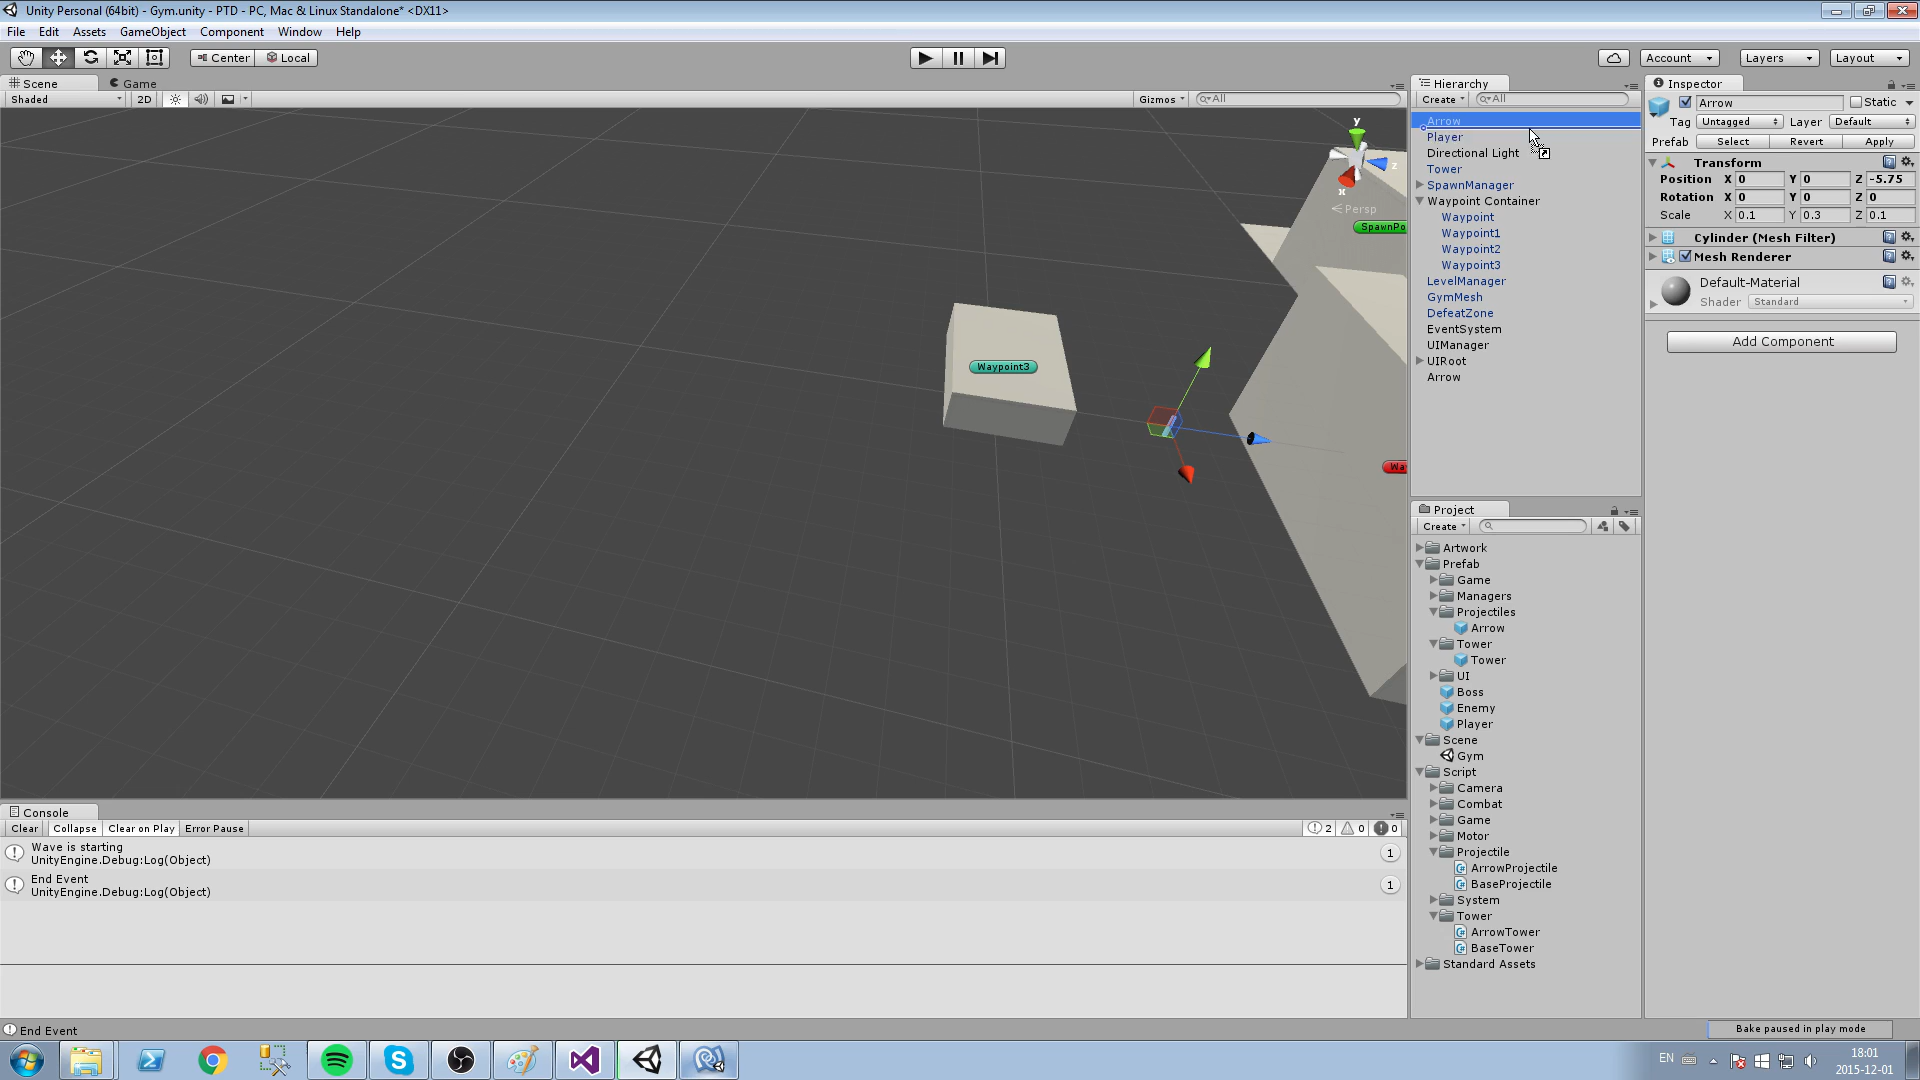 Unity Personal (64bit) - Gym.unity - PTD - PC, Mac & Linux Standalone* <DX11>
File Edit Assets GameObject Component Window Help
Center Local Account Layers Layout
Scene Game
Shaded 2D Gizmos All
y
z
x
Persp
SpawnPo
Waypoint3
Wa
Hierarchy
Create All
Arrow
Player
Directional Light
Tower
SpawnManager
Waypoint Container
Waypoint
Waypoint1
Waypoint2
Waypoint3
LevelManager
GymMesh
DefeatZone
EventSystem
UIManager
UIRoot
Arrow
Project
Create
Artwork
Prefab
Game
Managers
Projectiles
Arrow
Tower
Tower
UI
Boss
Enemy
Player
Scene
Gym
Script
Camera
Combat
Game
Motor
Projectile
ArrowProjectile
BaseProjectile
System
Tower
ArrowTower
BaseTower
Standard Assets
Inspector
Arrow Static
Tag Untagged Layer Default
Prefab Select Revert Apply
Transform
Position X 0 Y 0 Z -5.75
Rotation X 0 Y 0 Z 0
Scale X 0.1 Y 0.3 Z 0.1
Cylinder (Mesh Filter)
Mesh Renderer
Default-Material
Shader Standard
Add Component
Console
Clear Collapse Clear on Play Error Pause 2 0 0
Wave is starting
UnityEngine.Debug:Log(Object)
1
End Event
UnityEngine.Debug:Log(Object)
1
End Event
Bake paused in play mode
EN
18:01
2015-12-01